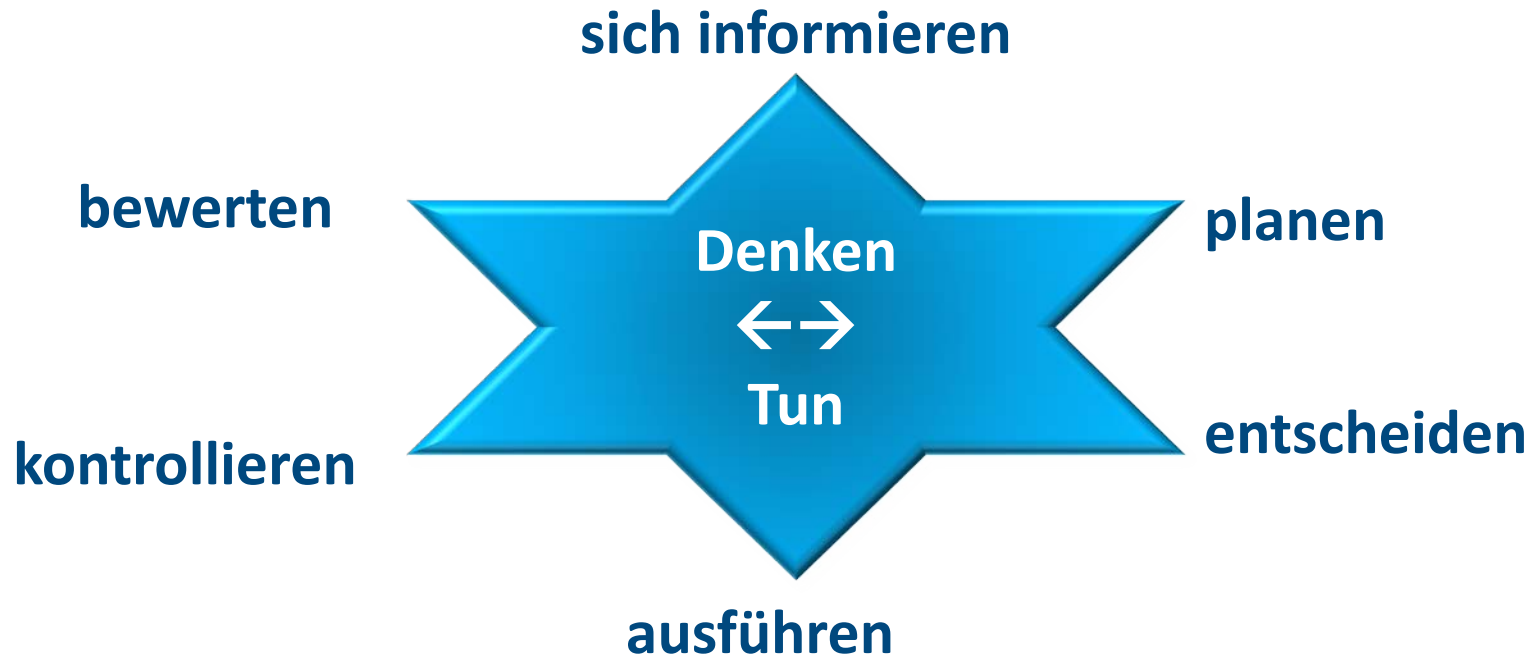 sich informieren
bewerten
planen
Denken
←→
Tun
entscheiden
kontrollieren
ausführen